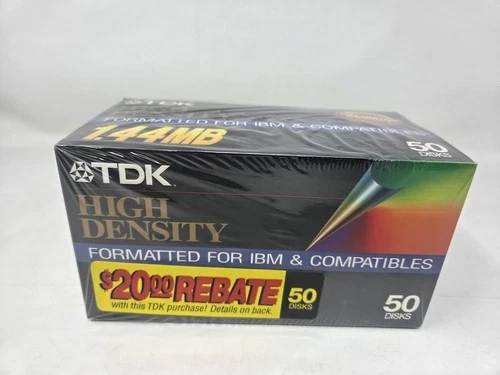 TDK
FORMATTED FOR IBM & COMPATIBLES
1.44MB
50
DISKS
TDK
HIGH
DENSITY
FORMATTED FOR IBM & COMPATIBLES
$20.00 REBATE
with this TDK purchase! Details on back.
50
DISKS
50
DISKS